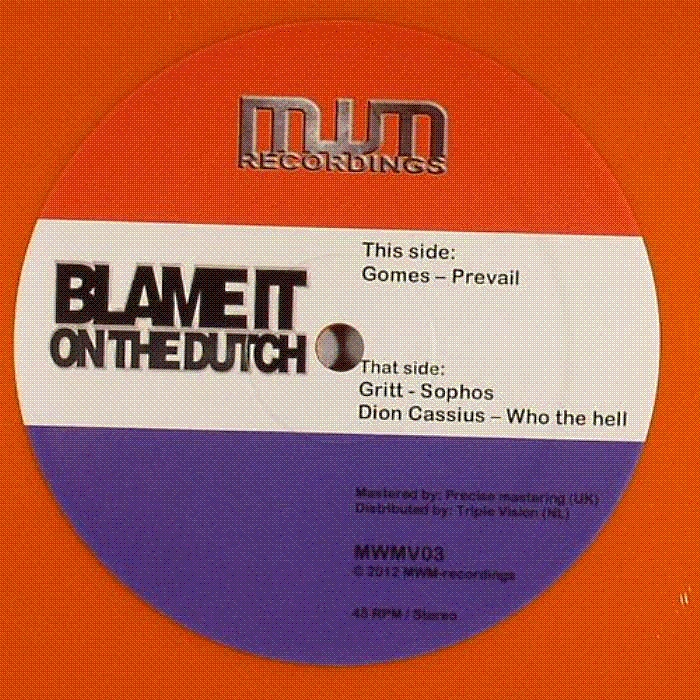 MWM
RECORDINGS
BLAME IT
ON THE DUTCH
This side:
Gomes – Prevail
That side:
Gritt - Sophos
Dion Cassius – Who the hell
Mastered by: Precise mastering (UK)
Distributed by: Triple Vision (NL)
MWMV03
© 2012 MWM-recordings
45 RPM / Stereo